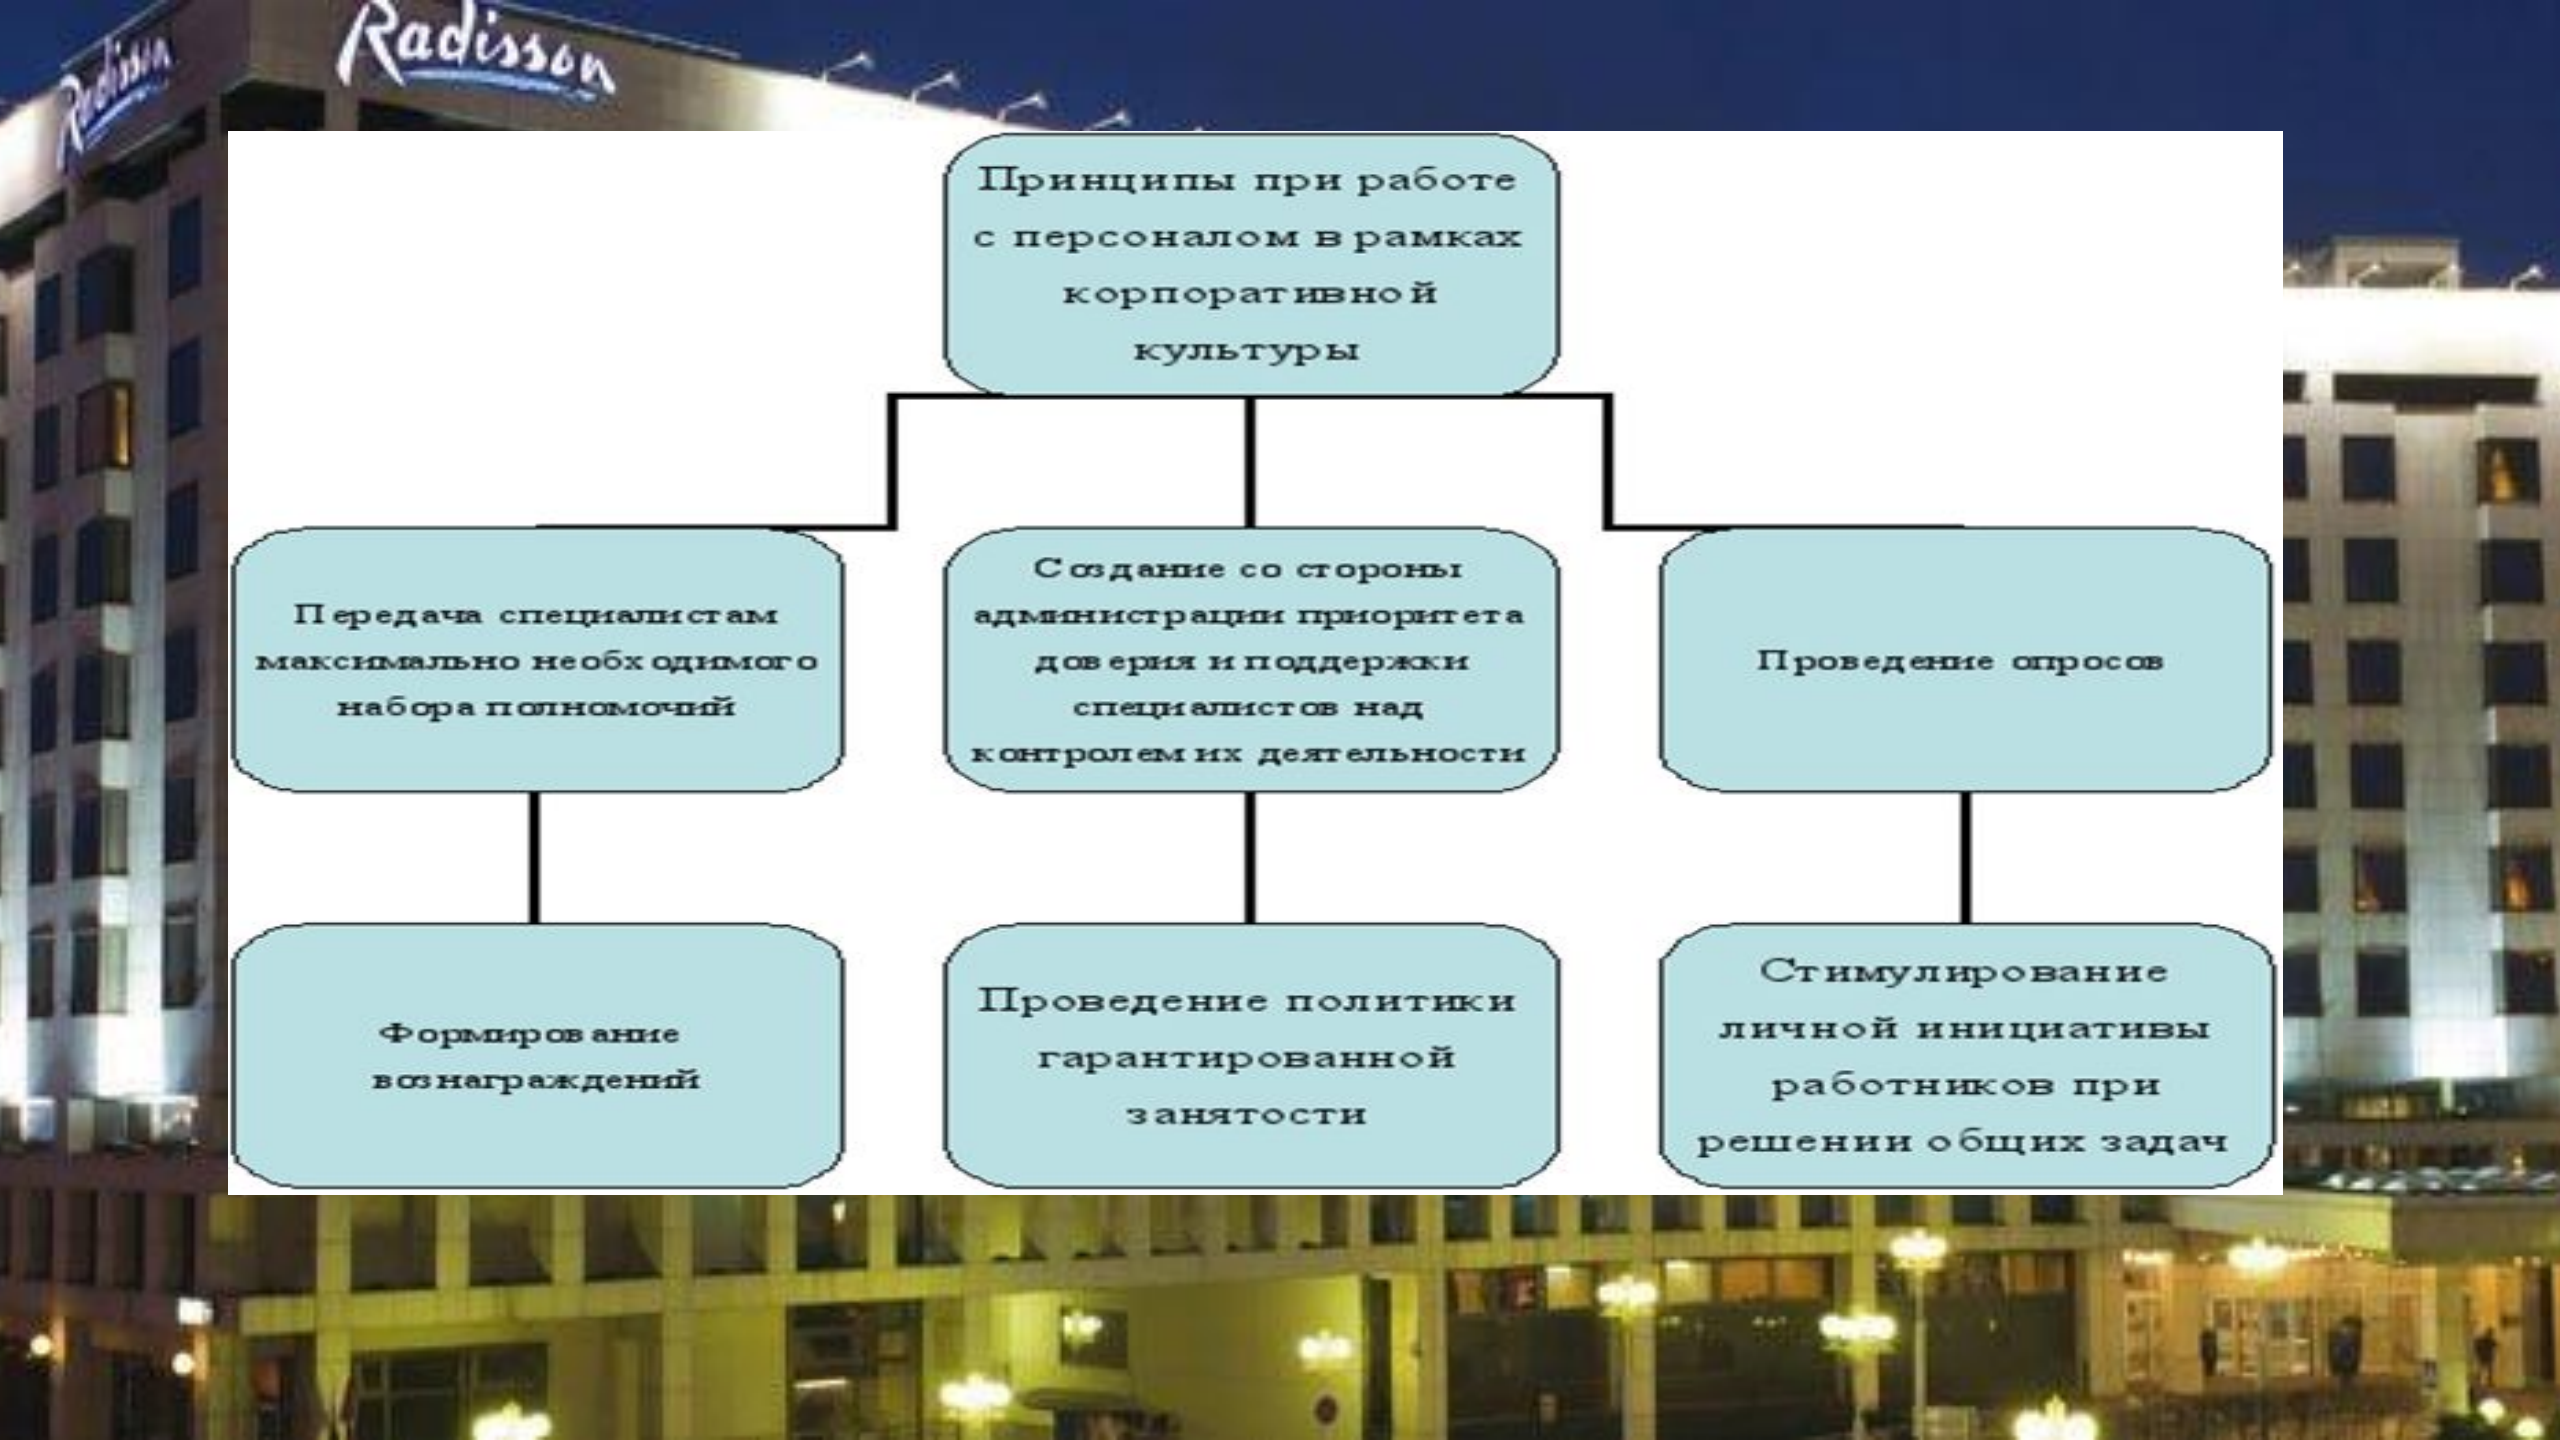 Radisson
Radisson
Принципы при работе
с персоналом в рамках
корпоративной
культуры
Передача специалистам
максимально необходимого
набора полномочий
Создание со стороны
администрации приоритета
доверия и поддержки
специалистов над
контролем их деятельности
Проведение опросов
Формирование
вознаграждений
Проведение политики
гарантированной
занятости
Стимулирование
личной инициативы
работников при
решении общих задач